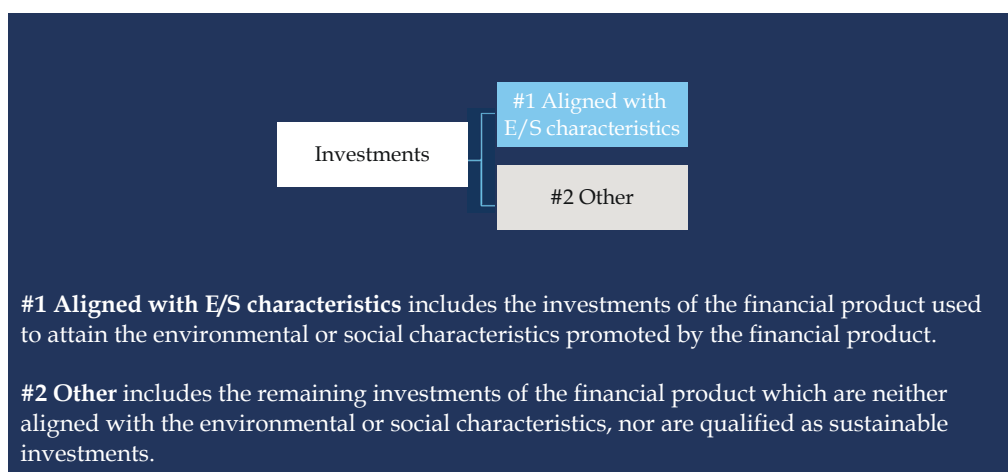 #1 Aligned with
E/S characteristics
Investments
#2 Other
#1 Aligned with E/S characteristics includes the investments of the financial product used
to attain the environmental or social characteristics promoted by the financial product.
#2 Other includes the remaining investments of the financial product which are neither
aligned with the environmental or social characteristics, nor are qualified as sustainable
investments.